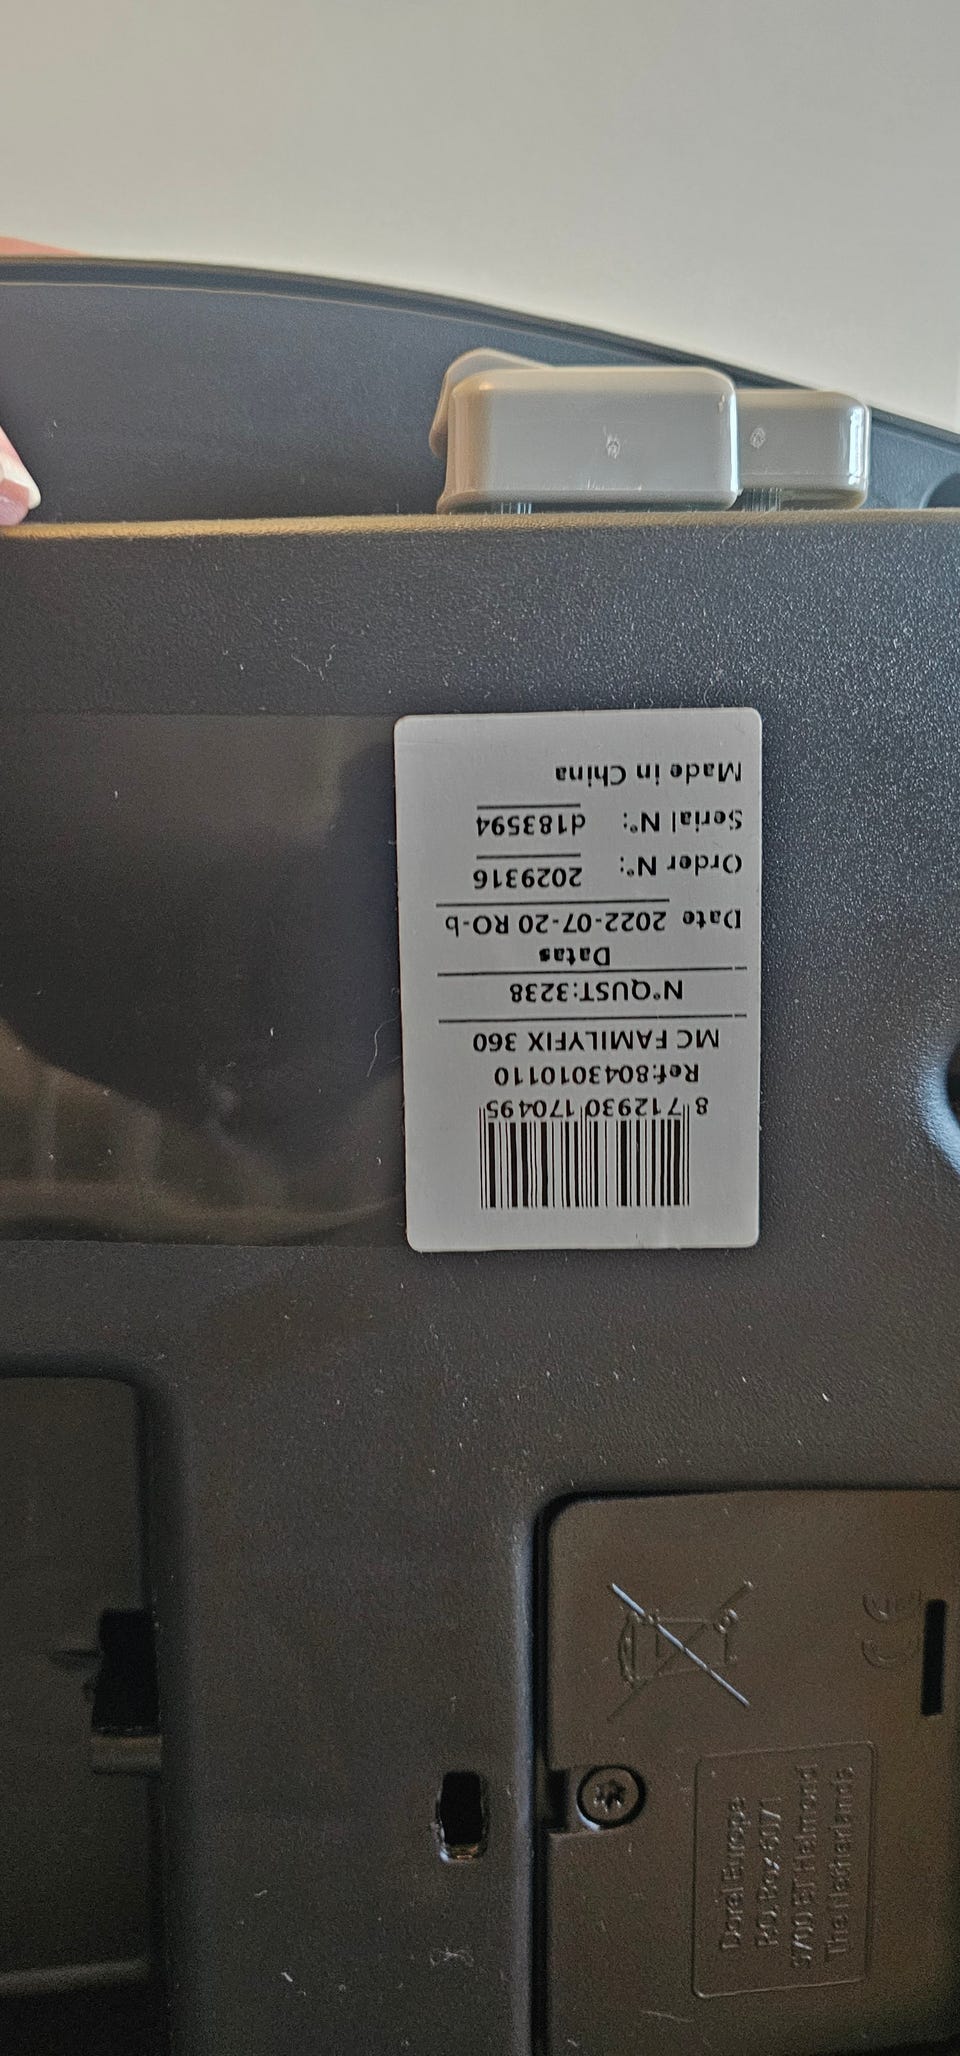 8 712930 170495
Ref:8043010110
MC FAMILYFIX 360
N°QUST:3238
Datas
Date 2022-07-20 RO-b
Order N°: 2029316
Serial N°: d183594
Made in China
CE
Dorel Europe
P.O. Box 6071
5700 ET Helmond
The Netherlands